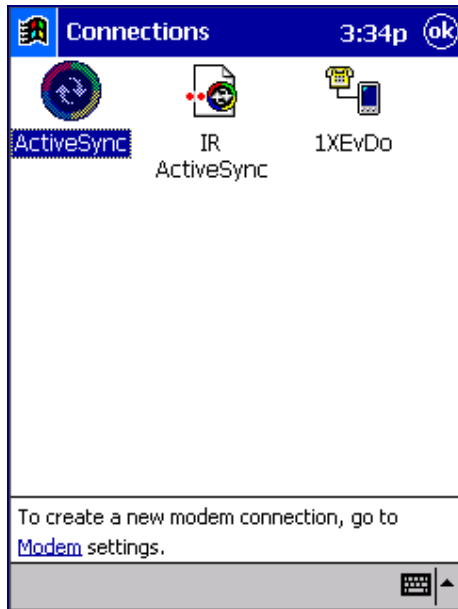 Connections 3:34p ok
ActiveSync IR ActiveSync 1XEvDo
To create a new modem connection, go to
Modem settings.